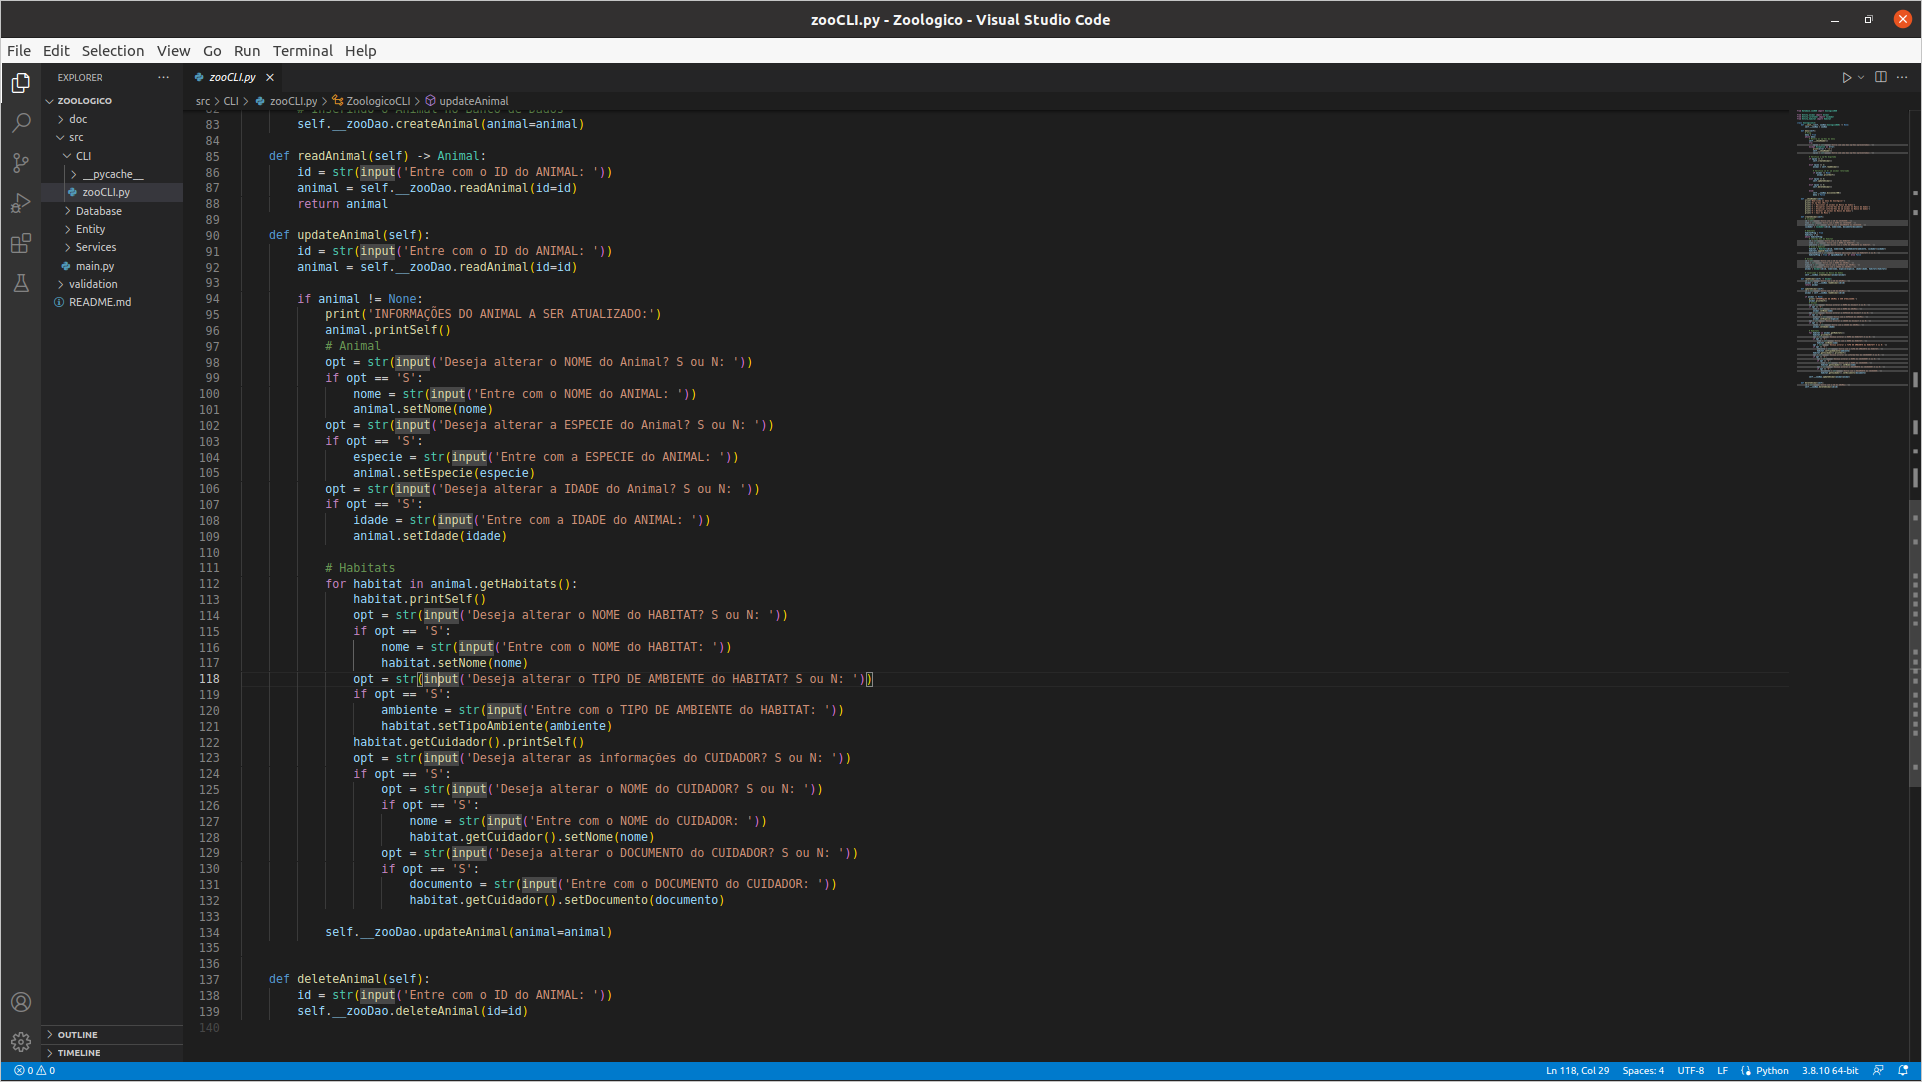 zooCLI.py - Zoologico - Visual Studio Code
File Edit Selection View Go Run Terminal Help
EXPLORER
ZOOLOGICO
doc
src
CLI
__pycache__
zooCLI.py
Database
Entity
Services
main.py
validation
README.md
OUTLINE
TIMELINE
zooCLI.py
src > CLI > zooCLI.py > ZoologicoCLI > updateAnimal
82 # Inserindo o Animal no Banco de Dados
83 self.__zooDao.createAnimal(animal=animal)
84
85 def readAnimal(self) -> Animal:
86 id = str(input('Entre com o ID do ANIMAL: '))
87 animal = self.__zooDao.readAnimal(id=id)
88 return animal
89
90 def updateAnimal(self):
91 id = str(input('Entre com o ID do ANIMAL: '))
92 animal = self.__zooDao.readAnimal(id=id)
93
94 if animal != None:
95 print('INFORMAÇÕES DO ANIMAL A SER ATUALIZADO:')
96 animal.printSelf()
97 # Animal
98 opt = str(input('Deseja alterar o NOME do Animal? S ou N: '))
99 if opt == 'S':
100 nome = str(input('Entre com o NOME do ANIMAL: '))
101 animal.setNome(nome)
102 opt = str(input('Deseja alterar a ESPECIE do Animal? S ou N: '))
103 if opt == 'S':
104 especie = str(input('Entre com a ESPECIE do ANIMAL: '))
105 animal.setEspecie(especie)
106 opt = str(input('Deseja alterar a IDADE do Animal? S ou N: '))
107 if opt == 'S':
108 idade = str(input('Entre com a IDADE do ANIMAL: '))
109 animal.setIdade(idade)
110
111 # Habitats
112 for habitat in animal.getHabitats():
113 habitat.printSelf()
114 opt = str(input('Deseja alterar o NOME do HABITAT? S ou N: '))
115 if opt == 'S':
116 nome = str(input('Entre com o NOME do HABITAT: '))
117 habitat.setNome(nome)
118 opt = str(input('Deseja alterar o TIPO DE AMBIENTE do HABITAT? S ou N: '))
119 if opt == 'S':
120 ambiente = str(input('Entre com o TIPO DE AMBIENTE do HABITAT: '))
121 habitat.setTipoAmbiente(ambiente)
122 habitat.getCuidador().printSelf()
123 opt = str(input('Deseja alterar as informações do CUIDADOR? S ou N: '))
124 if opt == 'S':
125 opt = str(input('Deseja alterar o NOME do CUIDADOR? S ou N: '))
126 if opt == 'S':
127 nome = str(input('Entre com o NOME do CUIDADOR: '))
128 habitat.getCuidador().setNome(nome)
129 opt = str(input('Deseja alterar o DOCUMENTO do CUIDADOR? S ou N: '))
130 if opt == 'S':
131 documento = str(input('Entre com o DOCUMENTO do CUIDADOR: '))
132 habitat.getCuidador().setDocumento(documento)
133
134 self.__zooDao.updateAnimal(animal=animal)
135
136
137 def deleteAnimal(self):
138 id = str(input('Entre com o ID do ANIMAL: '))
139 self.__zooDao.deleteAnimal(id=id)
140
0 0 Ln 118, Col 29 Spaces: 4 UTF-8 LF Python 3.8.10 64-bit